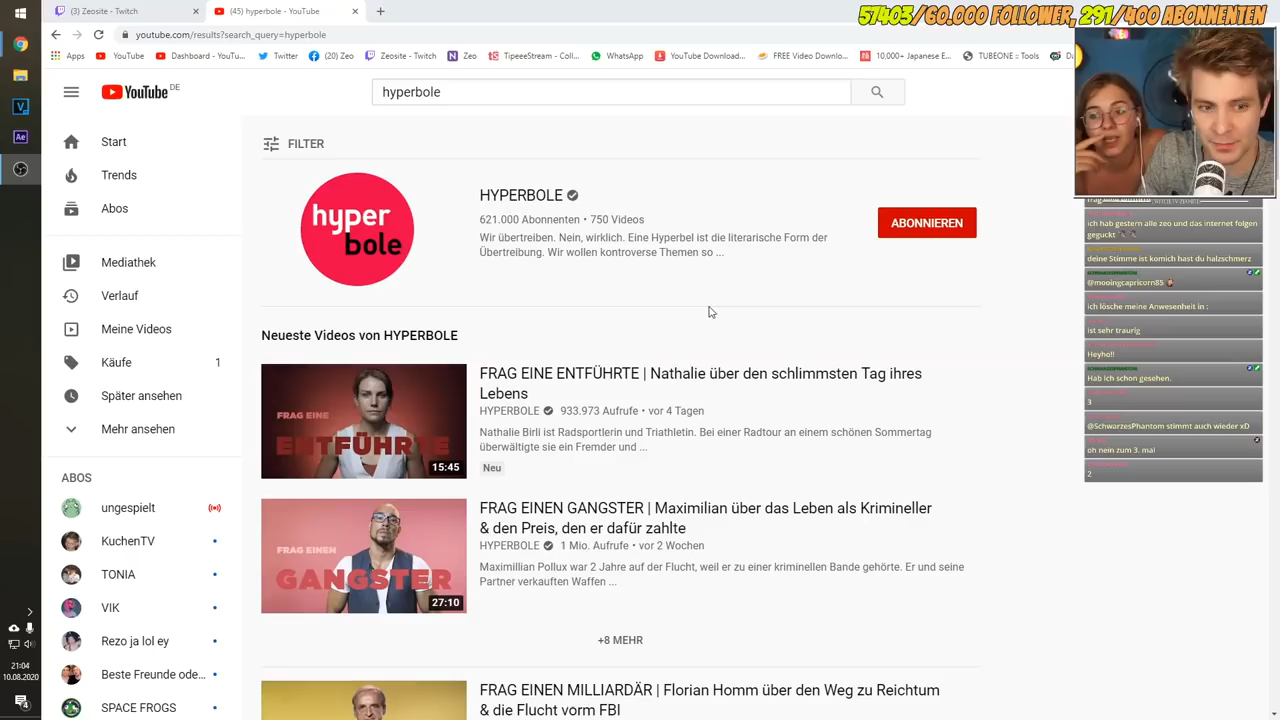 57403/60.000 FOLLOWER, 291/400 ABONNENTEN
(3) Zeosite - Twitch
(45) hyperbole - YouTube
youtube.com/results?search_query=hyperbole
Apps
YouTube
Dashboard - YouTu...
Twitter
(20) Zeo
Zeosite - Twitch
Zeo
TipeeeStream - Coll...
WhatsApp
YouTube Download...
FREE Video Downlo...
10,000+ Japanese E...
TUBEONE :: Tools
YouTube DE
hyperbole
Start
Trends
Abos
Mediathek
Verlauf
Meine Videos
Käufe 1
Später ansehen
Mehr ansehen
ABOS
ungespielt
KuchenTV
TONIA
VIK
Rezo ja lol ey
Beste Freunde ode...
SPACE FROGS
FILTER
hyper
bole
HYPERBOLE
621.000 Abonnenten • 750 Videos
Wir übertreiben. Nein, wirklich. Eine Hyperbel ist die literarische Form der
Übertreibung. Wir wollen kontroverse Themen so ...
ABONNIEREN
Neueste Videos von HYPERBOLE
FRAG EINE
ENTFÜHRTE
15:45
FRAG EINE ENTFÜHRTE | Nathalie über den schlimmsten Tag ihres
Lebens
HYPERBOLE 933.973 Aufrufe • vor 4 Tagen
Nathalie Birli ist Radsportlerin und Triathletin. Bei einer Radtour an einem schönen Sommertag
überwältigte sie ein Fremder und ...
Neu
FRAG EINEN
GANGSTER
27:10
FRAG EINEN GANGSTER | Maximilian über das Leben als Krimineller
& den Preis, den er dafür zahlte
HYPERBOLE 1 Mio. Aufrufe • vor 2 Wochen
Maximillian Pollux war 2 Jahre auf der Flucht, weil er zu einer kriminellen Bande gehörte. Er und seine
Partner verkauften Waffen ...
+8 MEHR
FRAG EINEN MILLIARDÄR | Florian Homm über den Weg zu Reichtum
& die Flucht vorm FBI
ich hab gestern alle zeo und das internet folgen
geguckt
deine Stimme ist komich hast du halzschmerz
@mooingcapricorn85
ich lösche meine Anwesenheit in :
ist sehr traurig
Heyho!!
Hab ich schon gesehen.
3
@SchwarzesPhantom stimmt auch wieder xD
oh nein zum 3. mal
2
21:04
10.08.2020
4